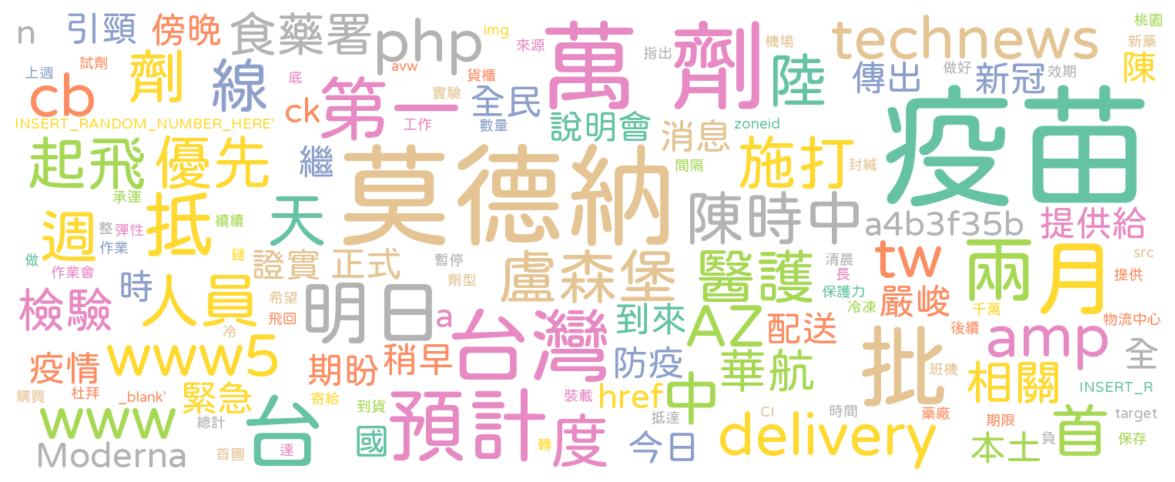 n
引頸
傍晚
食藥署
php
img
來源
萬
劑
指出
機場
technews
桃園
新藥
上週
試劑
cb
劑
線
avw
底
貨櫃
實驗
ck
第一
全民
數量
工作
陸
傳出
做好
新冠
效期
陳
INSERT_RANDOM_NUMBER_HERE'
說明會
消息
zoneid
疫苗
起飛
優先
繼
莫德納
間隔
施打
封緘
承運
週
整
彈性
作業
抵
續續
天
陳時中
a4b3f35b
提供給
做
作業會
鏈
證實
正式
暫停
劑型
盧森堡
醫護
清晨
長
保護力
冷凍
tw
嚴峻
兩
月
src
提供
千萬
檢驗
時
人員
希望
飛回
冷
明日
a
台灣
到來
AZ
配送
後續
物流中心
amp
全
疫情
www5
期盼
稍早
防疫
華航
批
班機
相關
購買
杜拜
_blank'
緊急
寄給
裝載
href
中
INSERT_R
www
總計
台
到貨
預計
度
抵達
CI
時間
藥廠
期限
首
target
Moderna
首圖
達
國
轉
今日
delivery
本土
負
保存